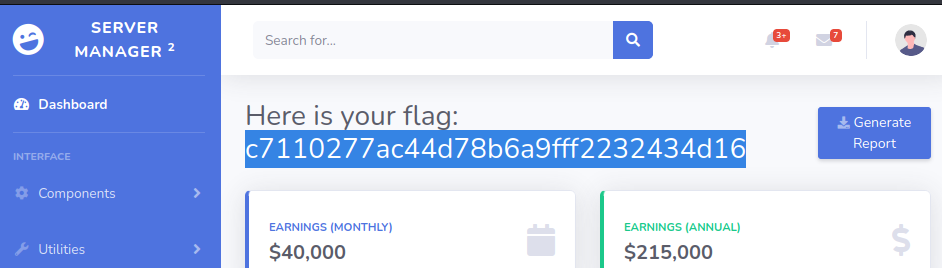 SERVER
MANAGER 2
Search for...
3+
7
Dashboard
Here is your flag:
c7110277ac44d78b6a9fff2232434d16
Generate
Report
INTERFACE
Components
Utilities
EARNINGS (MONTHLY)
$40,000
EARNINGS (ANNUAL)
$215,000